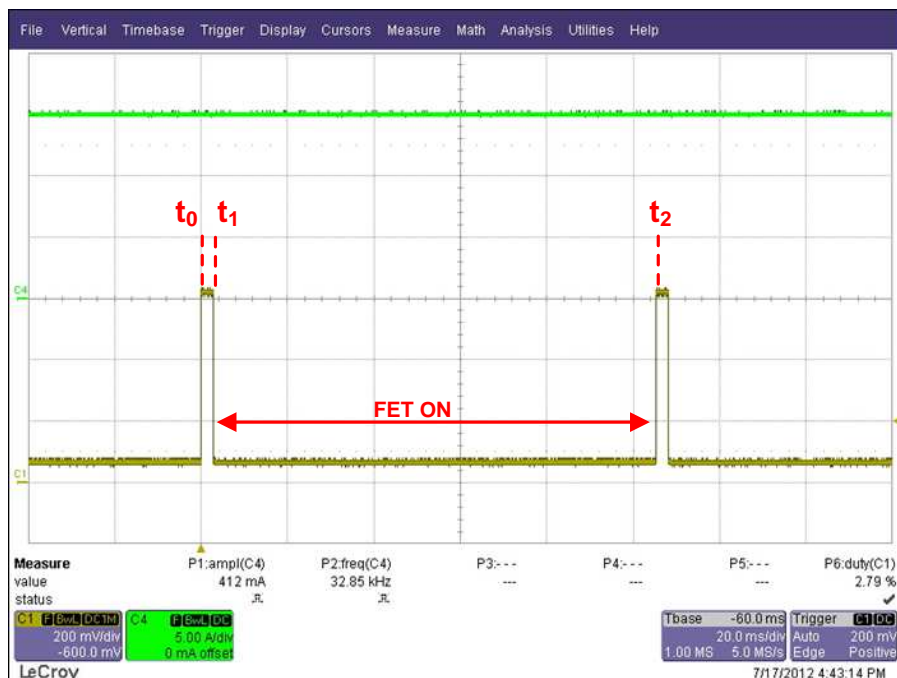 File Vertical Timebase Trigger Display Cursors Measure Math Analysis Utilities Help
t0 t1 t2
C4
FET ON
C1
Measure P1:ampl(C4) P2:freq(C4) P3:- - - P4:- - - P5:- - - P6:duty(C1)
value 412 mA 32.85 kHz --- --- --- 2.79 %
status
C1 F BwL DC1M C4 F BwL DC Tbase -60.0 ms Trigger C1 DC
200 mV/div 5.00 A/div 20.0 ms/div Auto 200 mV
-600.0 mV 0 mA offset 1.00 MS 5.0 MS/s Edge Positive
LeCroy 7/17/2012 4:43:14 PM